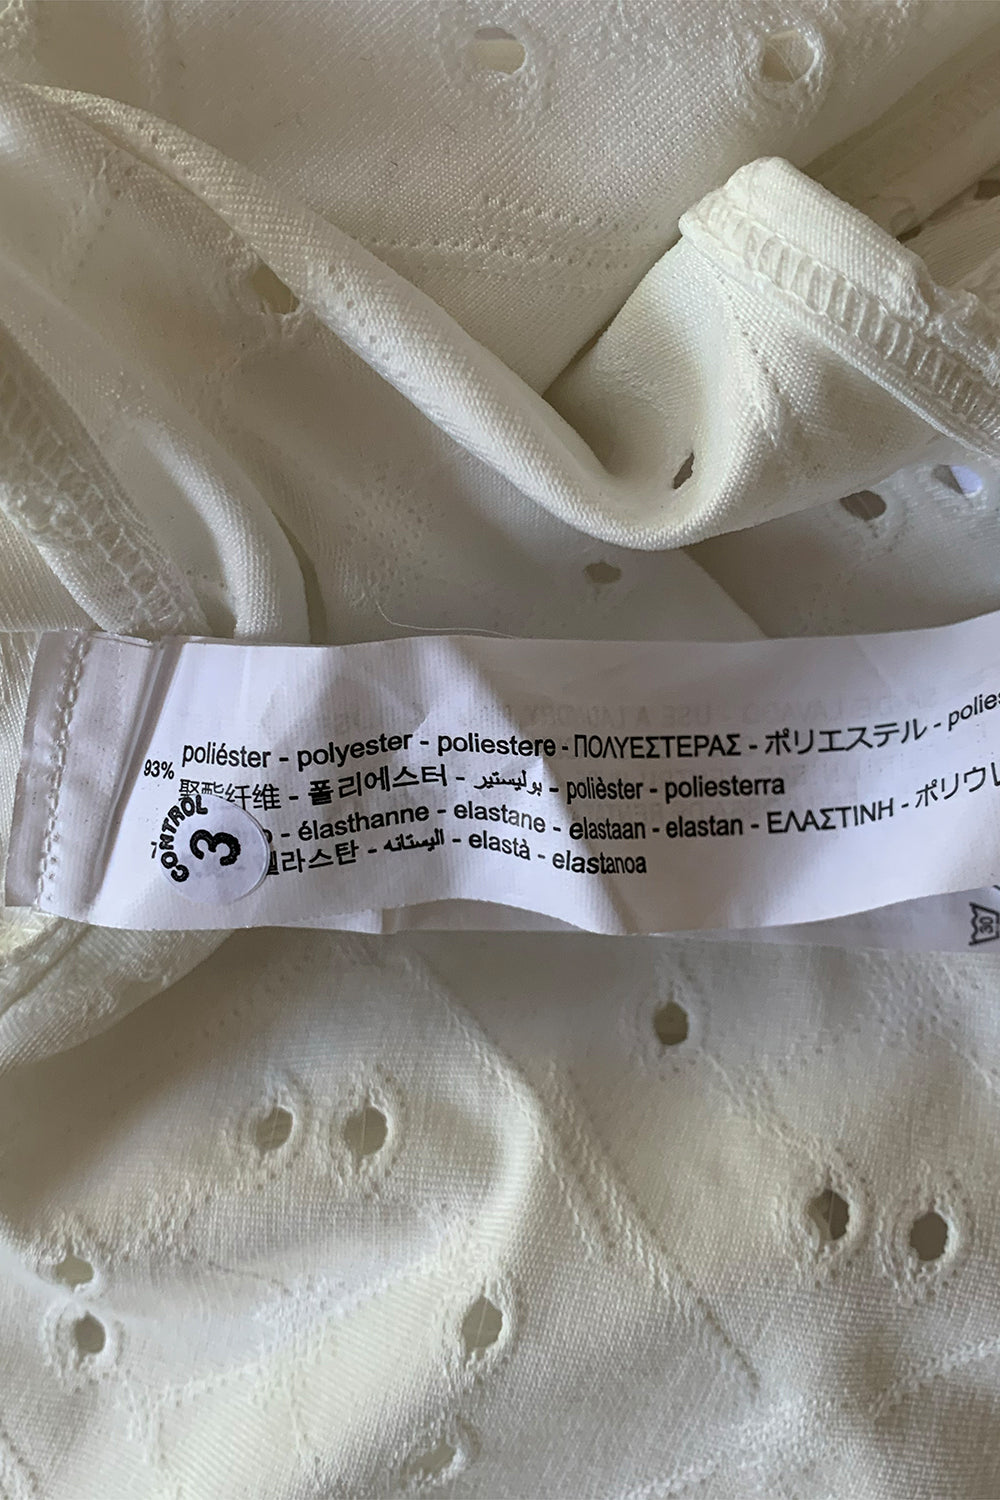 93% poliéster - polyester - poliestere - ΠΟΛΥΕΣΤΕΡΑΣ - ポリエステル - polies
聚酯纤维 - 폴리에스터 - بوليستير - polièster - poliesterra
7 o - élasthanne - elastane - elastaan - elastan - ΕΛΑΣΤΙΝΗ - ポリウレ
라스탄 - اليستانه - elastà - elastanoa
CONTROL
3
30